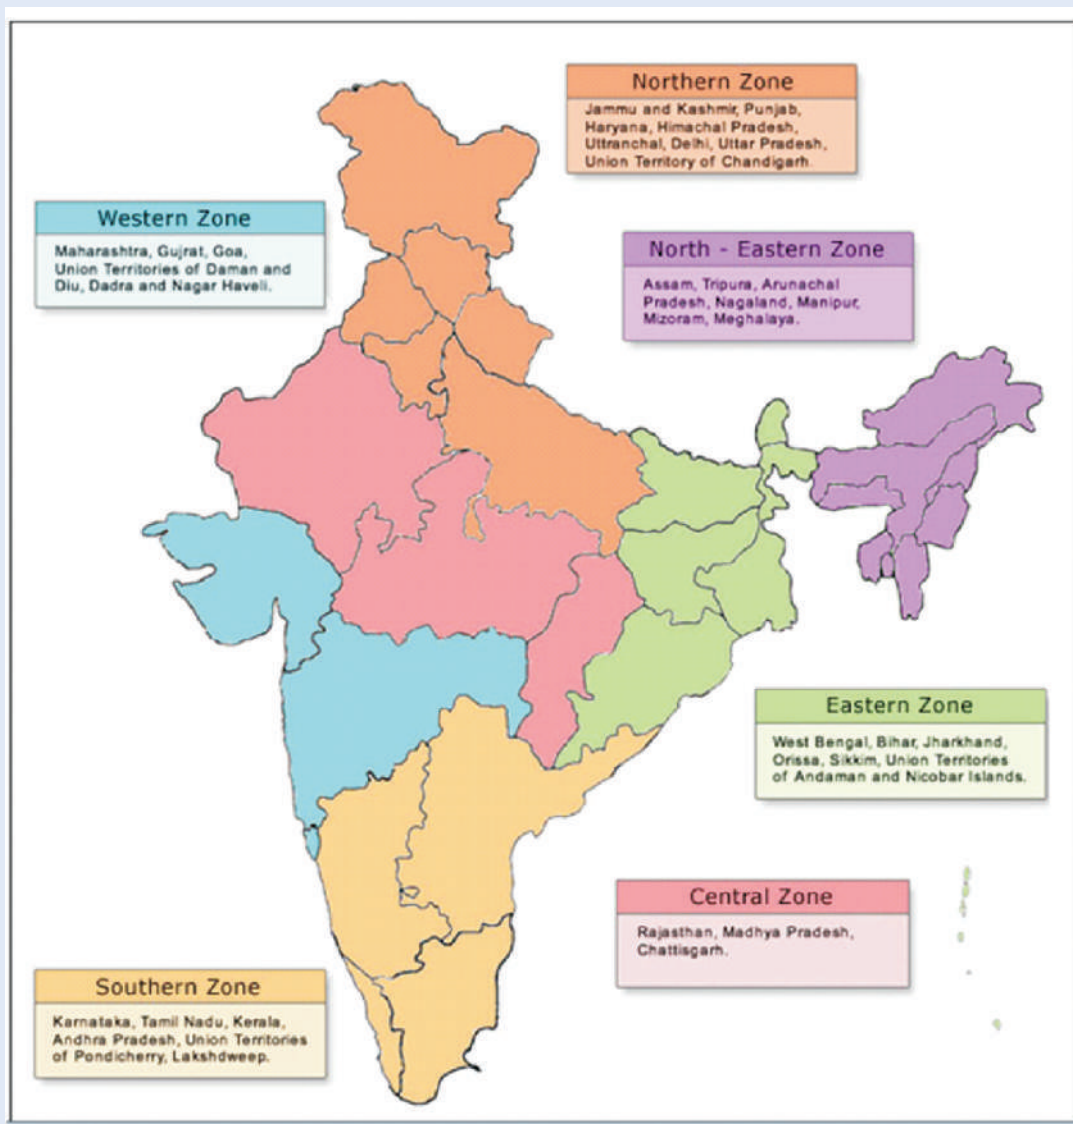 Northern Zone
Jammu and Kashmir, Punjab,
Haryana, Himachal Pradesh,
Uttranchal, Delhi, Uttar Pradesh,
Union Territory of Chandigarh.
Western Zone
Maharashtra, Gujrat, Goa,
Union Territories of Daman and
Diu, Dadra and Nagar Haveli.
North - Eastern Zone
Assam, Tripura, Arunachal
Pradesh, Nagaland, Manipur,
Mizoram, Meghalaya.
Eastern Zone
West Bengal, Bihar, Jharkhand,
Orissa, Sikkim, Union Territories
of Andaman and Nicobar Islands.
Central Zone
Rajasthan, Madhya Pradesh,
Chattisgarh.
Southern Zone
Karnataka, Tamil Nadu, Kerala,
Andhra Pradesh, Union Territories
of Pondicherry, Lakshdweep.